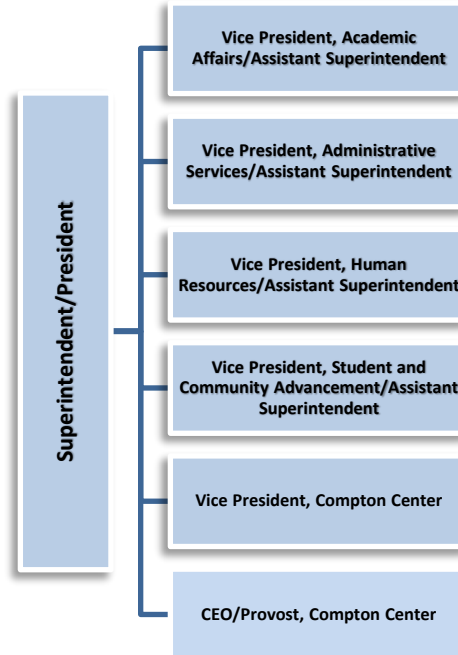 Superintendent/President
Vice President, Academic
Affairs/Assistant Superintendent
Vice President, Administrative
Services/Assistant Superintendent
Vice President, Human
Resources/Assistant Superintendent
Vice President, Student and
Community Advancement/Assistant
Superintendent
Vice President, Compton Center
CEO/Provost, Compton Center